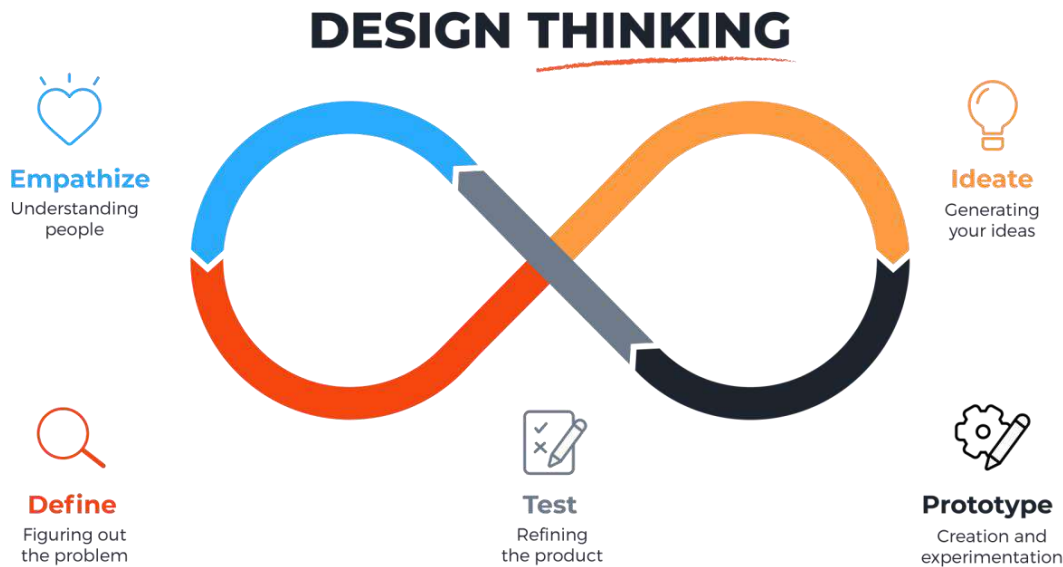 DESIGN THINKING
Empathize
Understanding
people
Ideate
Generating
your ideas
Define
Figuring out
the problem
Test
Refining
the product
Prototype
Creation and
experimentation